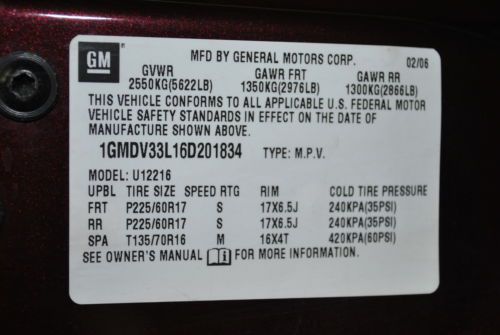 GM
MFD BY GENERAL MOTORS CORP. 02/06
GVWR GAWR FRT GAWR RR
2550KG(5622LB) 1350KG(2976LB) 1300KG(2866LB)
THIS VEHICLE CONFORMS TO ALL APPLICABLE U.S. FEDERAL MOTOR
VEHICLE SAFETY STANDARDS IN EFFECT ON THE DATE OF
MANUFACTURE SHOWN ABOVE.
1GMDV33L16D201834 TYPE: M.P.V.
MODEL: U12216
UPBL TIRE SIZE SPEED RTG RIM COLD TIRE PRESSURE
FRT P225/60R17 S 17X6.5J 240KPA(35PSI)
RR P225/60R17 S 17X6.5J 240KPA(35PSI)
SPA T135/70R16 M 16X4T 420KPA(60PSI)
SEE OWNER'S MANUAL FOR MORE INFORMATION.